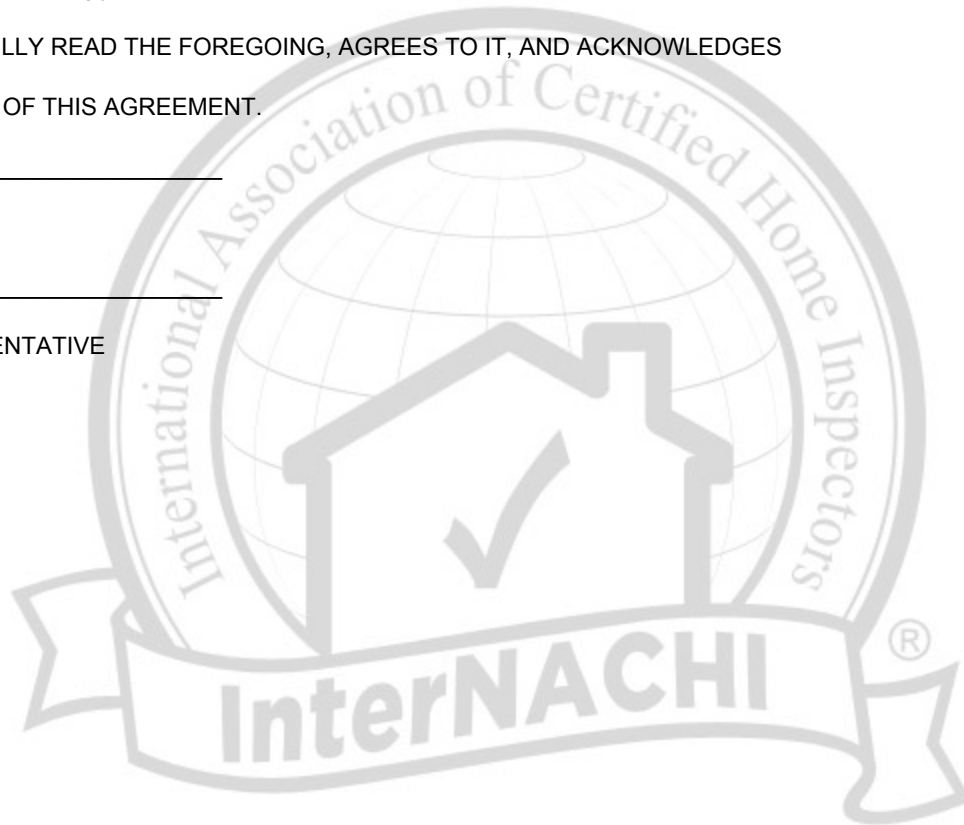 LLY READ THE FOREGOING, AGREES TO IT, AND ACKNOWLEDGES
OF THIS AGREEMENT.
ENTATIVE
International Association of Certified Home Inspectors
®
InterNACHI